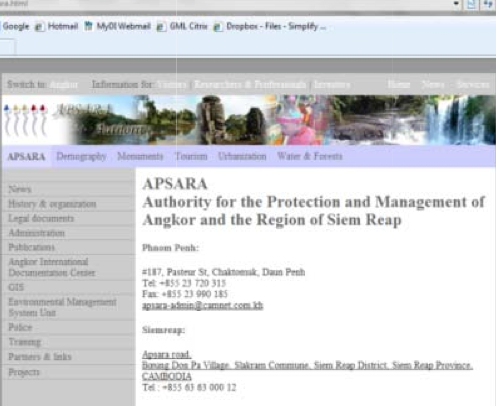 ra.html
Google Hotmail MyDI Webmail GML Citrix Dropbox - Files - Simplify ...
Switch to: Angkor Information for: Visitors | Researchers & Professionals | Investors Home News Services
APSARA
APSARA Demography Monuments Tourism Urbanization Water & Forests
News
History & organization
Legal documents
Administration
Publications
Angkor International
Documentation Center
GIS
Environmental Management
System Unit
Police
Training
Partners & links
Projects
APSARA
Authority for the Protection and Management of
Angkor and the Region of Siem Reap
Phnom Penh:
#187, Pasteur St, Chaktomuk, Daun Penh
Tel: +855 23 720 315
Fax: +855 23 990 185
apsara-admin@camnet.com.kh
Siemreap:
Apsara road,
Boeung Don Pa Village, Slakram Commune, Siem Reap District, Siem Reap Province,
CAMBODIA
Tel : +855 63 63 000 12